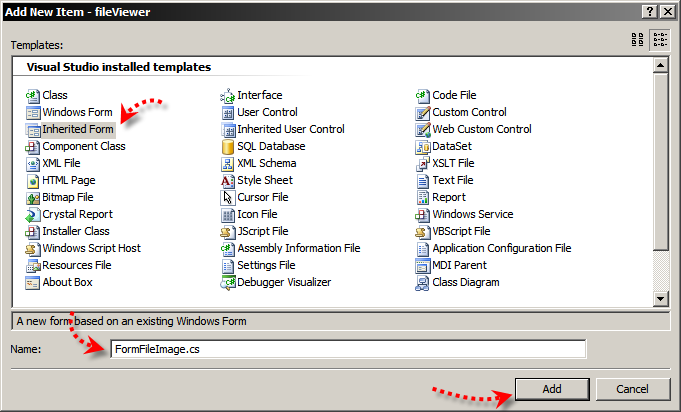 Add New Item - fileViewer
Templates:
Visual Studio installed templates
Class Interface Code File
Windows Form User Control Custom Control
Inherited Form Inherited User Control Web Custom Control
Component Class SQL Database DataSet
XML File XML Schema XSLT File
HTML Page Style Sheet Text File
Bitmap File Cursor File Report
Crystal Report Icon File Windows Service
Installer Class JScript File VBScript File
Windows Script Host Assembly Information File Application Configuration File
Resources File Settings File MDI Parent
About Box Debugger Visualizer Class Diagram
A new form based on an existing Windows Form
Name: FormFileImage.cs
Add Cancel